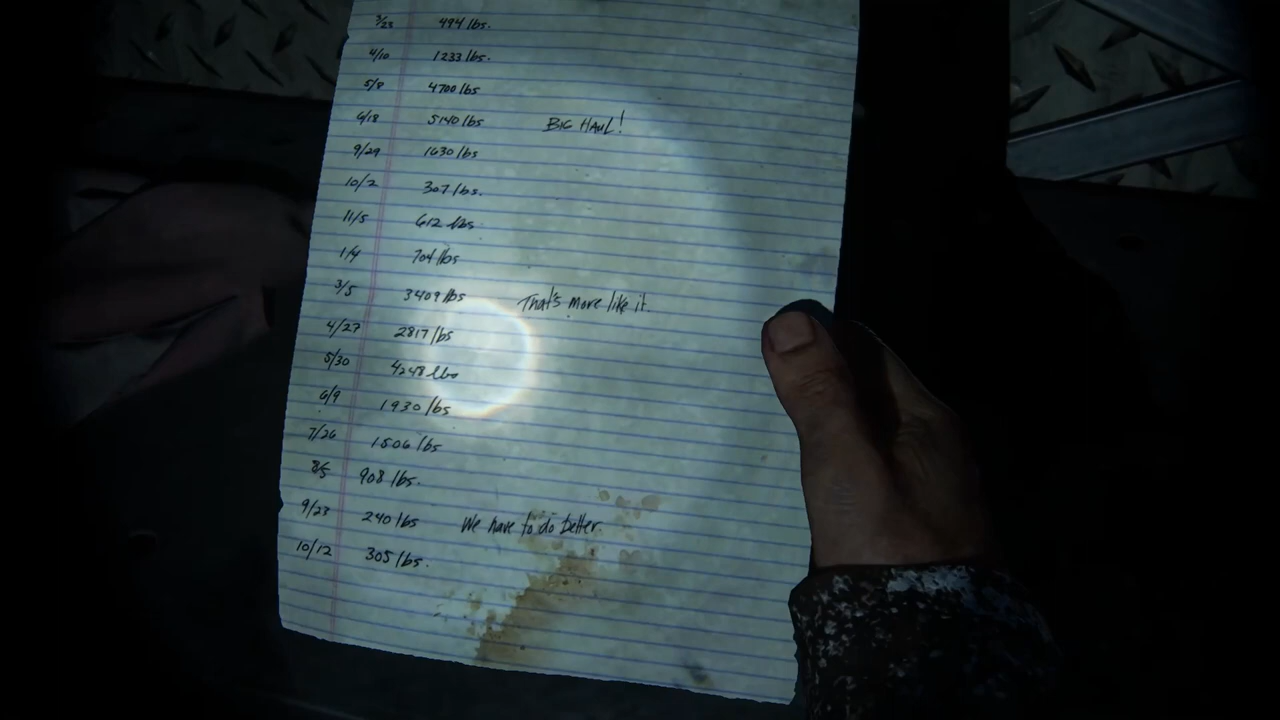 3/23 494 lbs.
4/10 1233 lbs.
5/8 4700 lbs
6/18 5140 lbs BIG HAUL!
9/29 1630 lbs
10/2 307 lbs.
11/5 612 lbs
1/4 704 lbs
3/5 3409 lbs That's more like it.
4/27 2817 lbs
5/30 4248 lbs
6/9 1930 lbs
7/26 1506 lbs
8/5 908 lbs.
9/23 240 lbs We have to do better.
10/12 305 lbs.